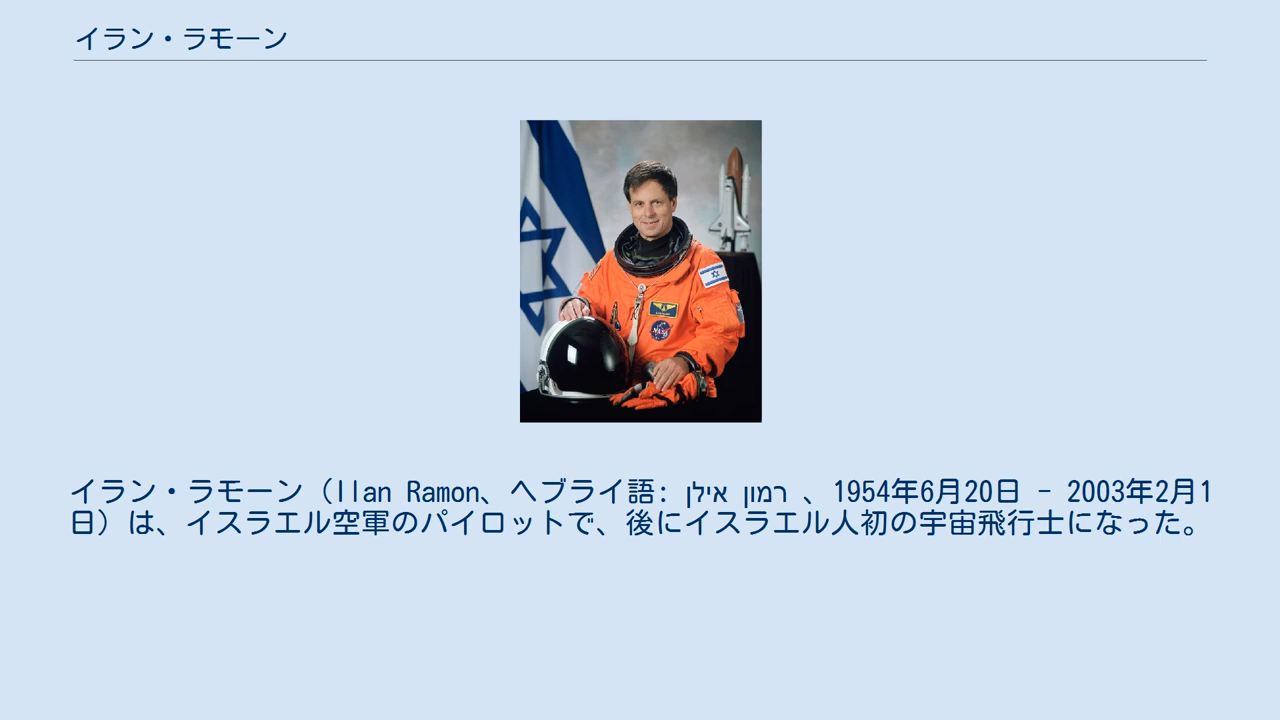 イラン・ラモーン
NASA
イラン・ラモーン（Ilan Ramon、ヘブライ語: אילן רמון 、1954年6月20日 - 2003年2月1
日）は、イスラエル空軍のパイロットで、後にイスラエル人初の宇宙飛行士になった。